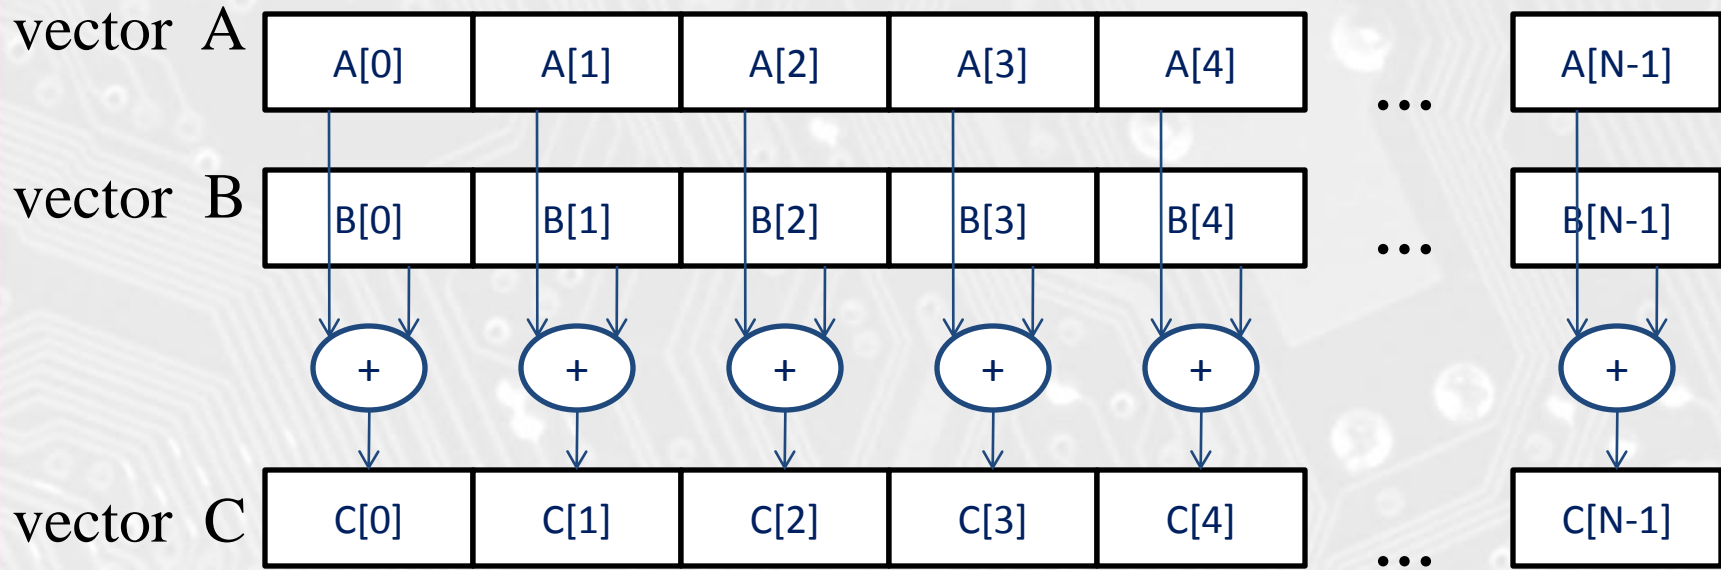 vector A A[0] A[1] A[2] A[3] A[4] ... A[N-1]
vector B B[0] B[1] B[2] B[3] B[4] ... B[N-1]
+ + + + + +
vector C C[0] C[1] C[2] C[3] C[4] ... C[N-1]